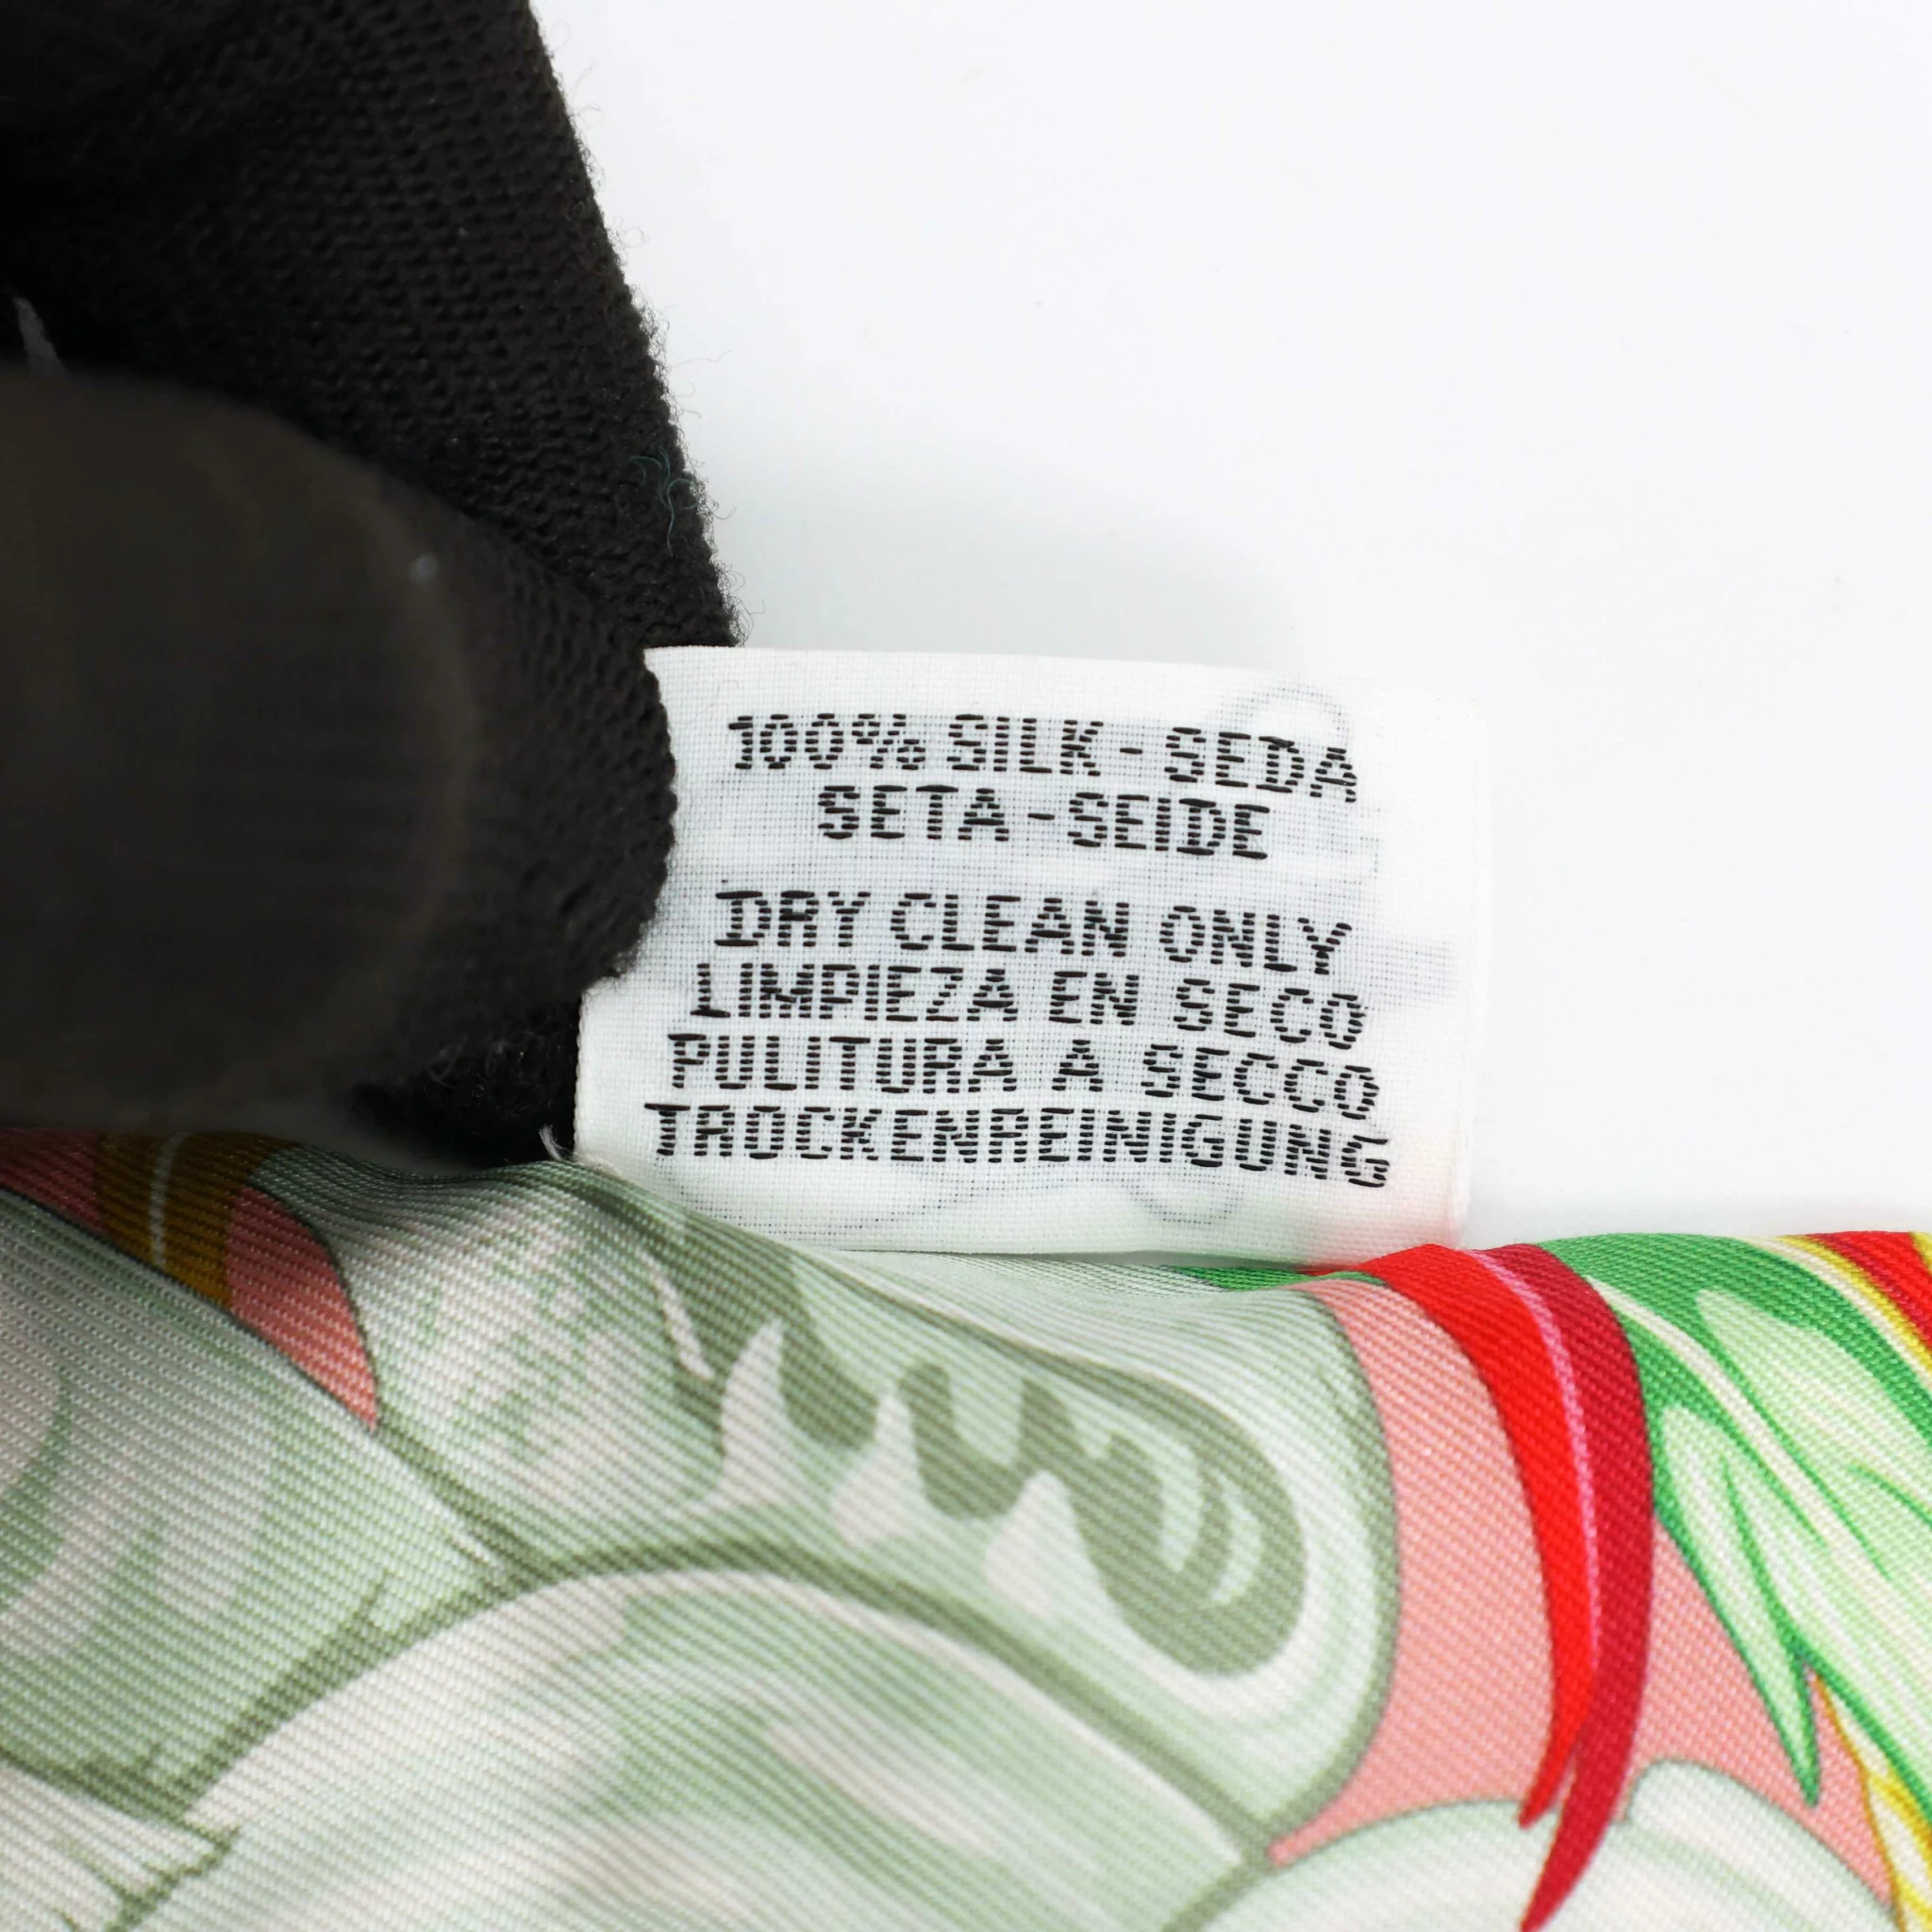 100% SILK - SEDA
SETA - SEIDE
DRY CLEAN ONLY
LIMPIEZA EN SECO
PULITURA A SECCO
TROCKENREINIGUNG